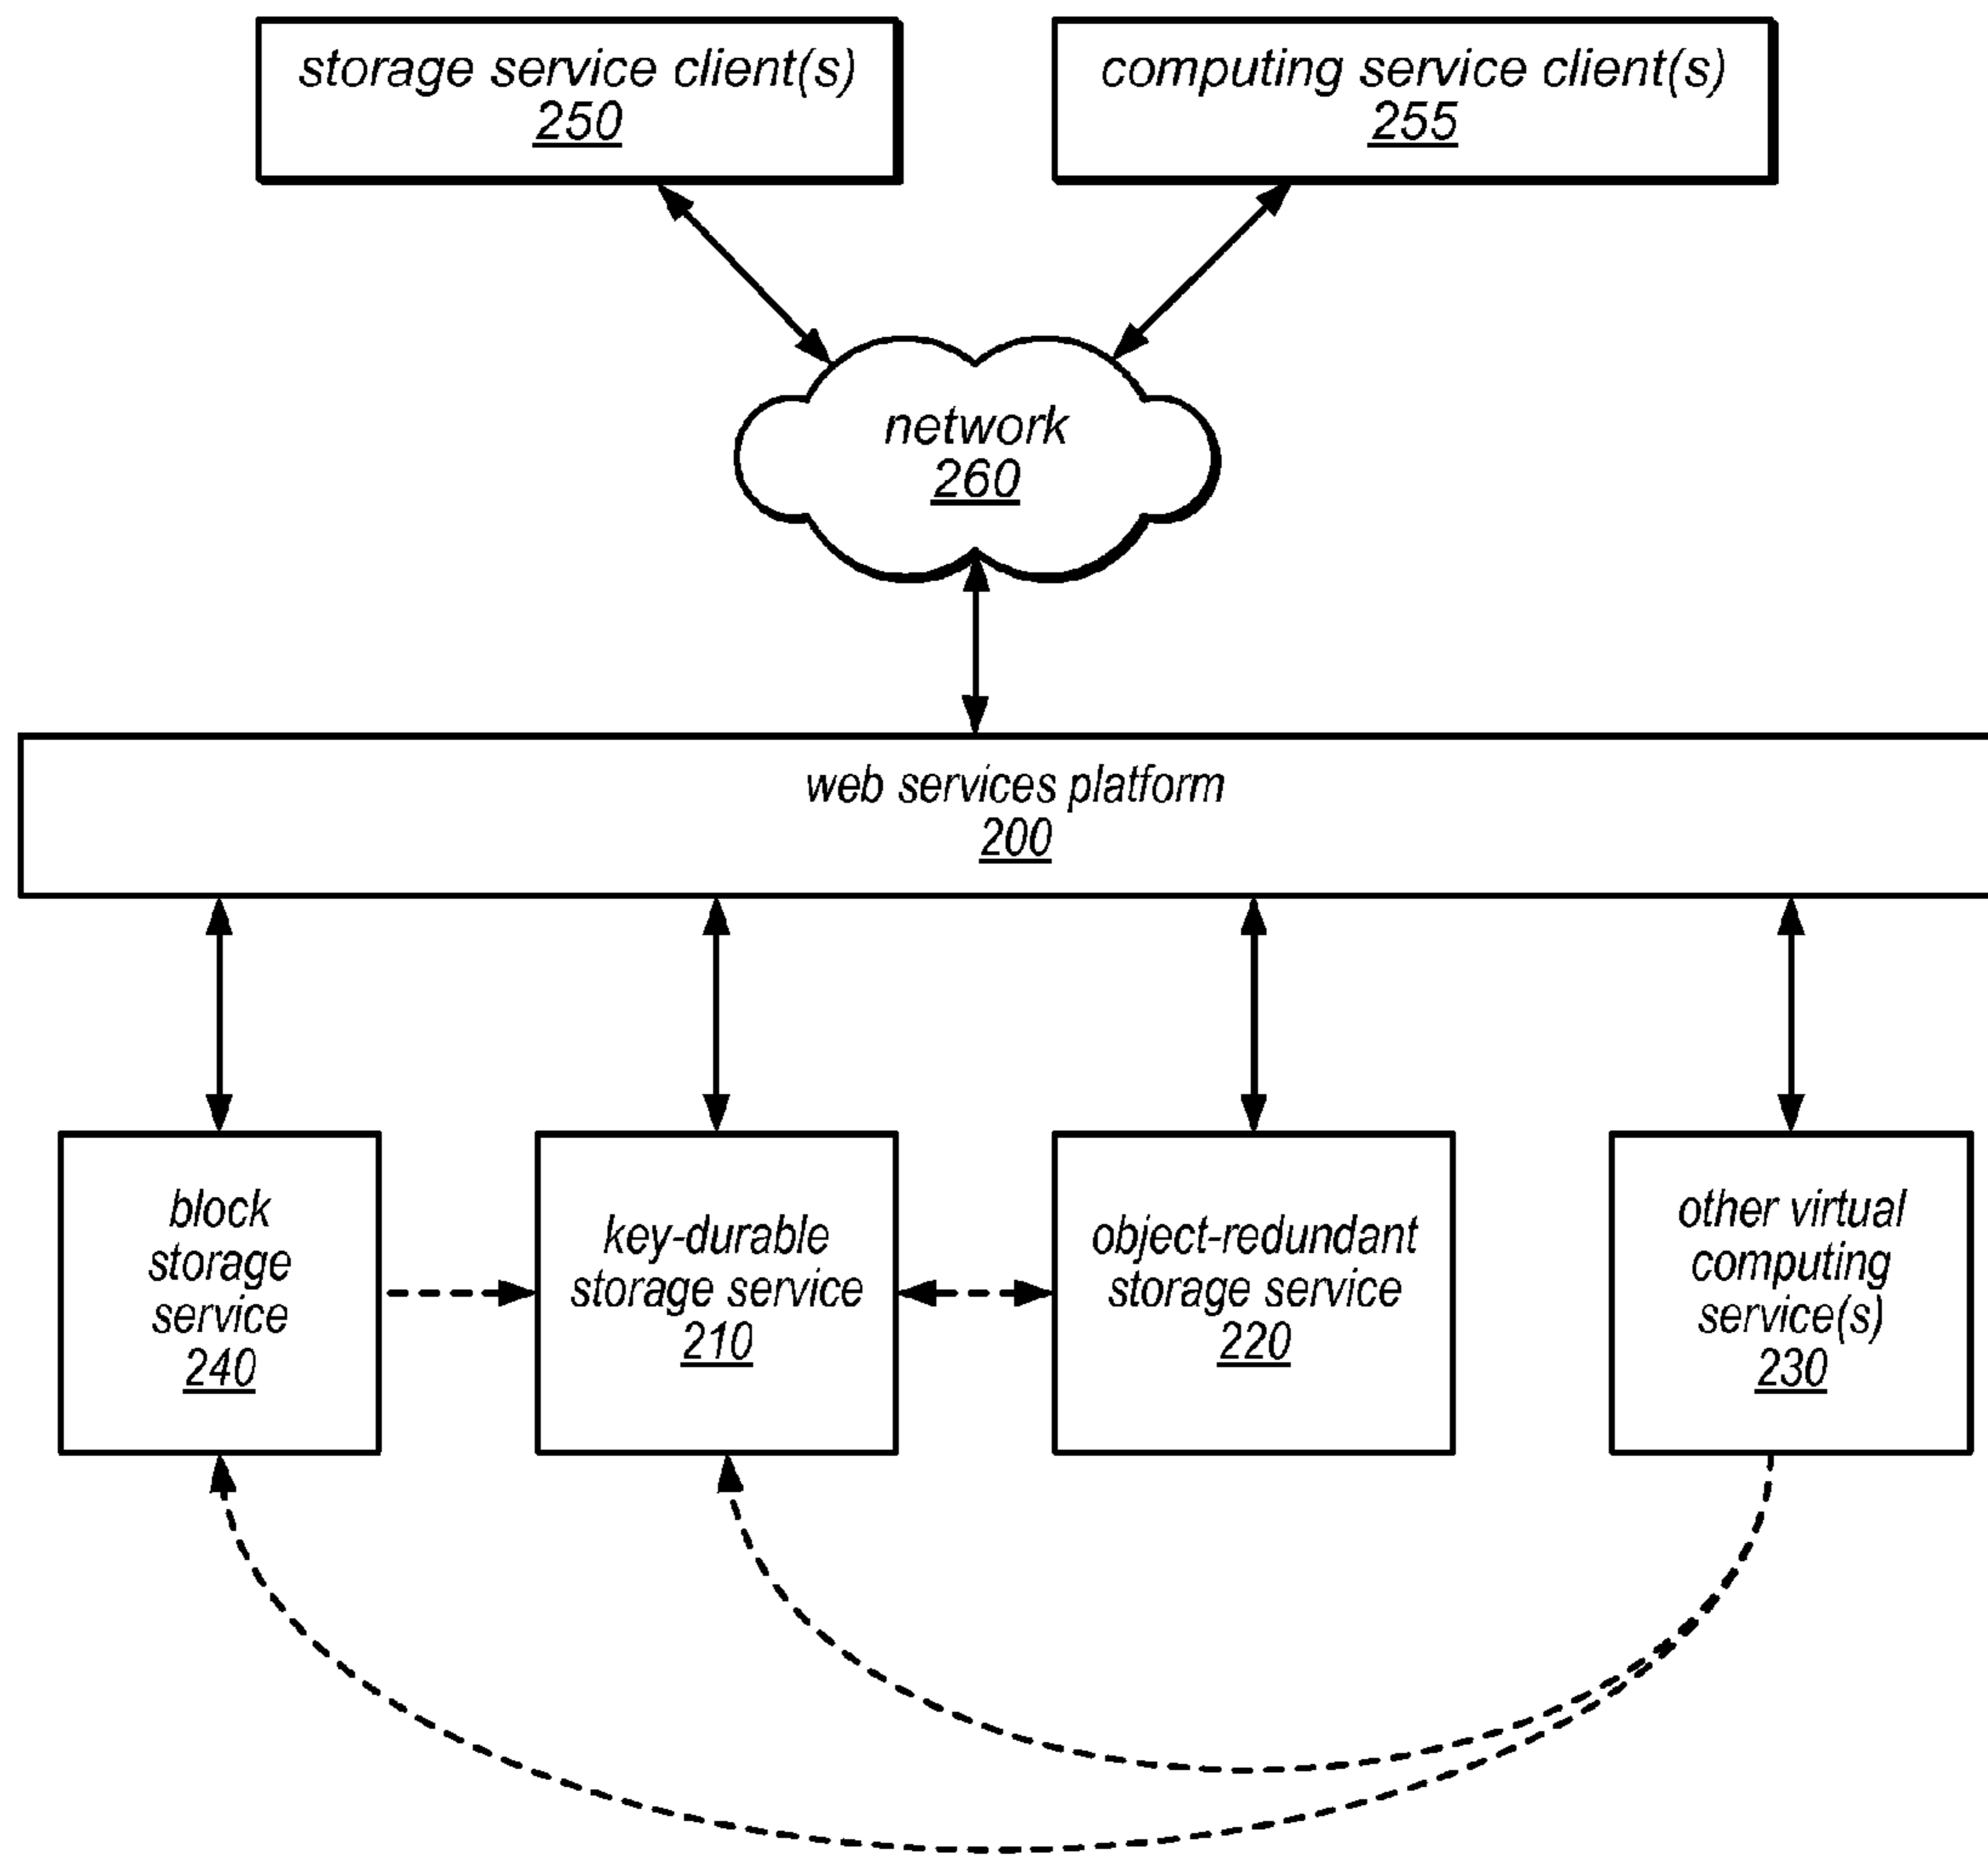 storage service client(s)
250
computing service client(s)
255
network
260
web services platform
200
block
storage
service
240
key-durable
storage service
210
object-redundant
storage service
220
other virtual
computing
service(s)
230